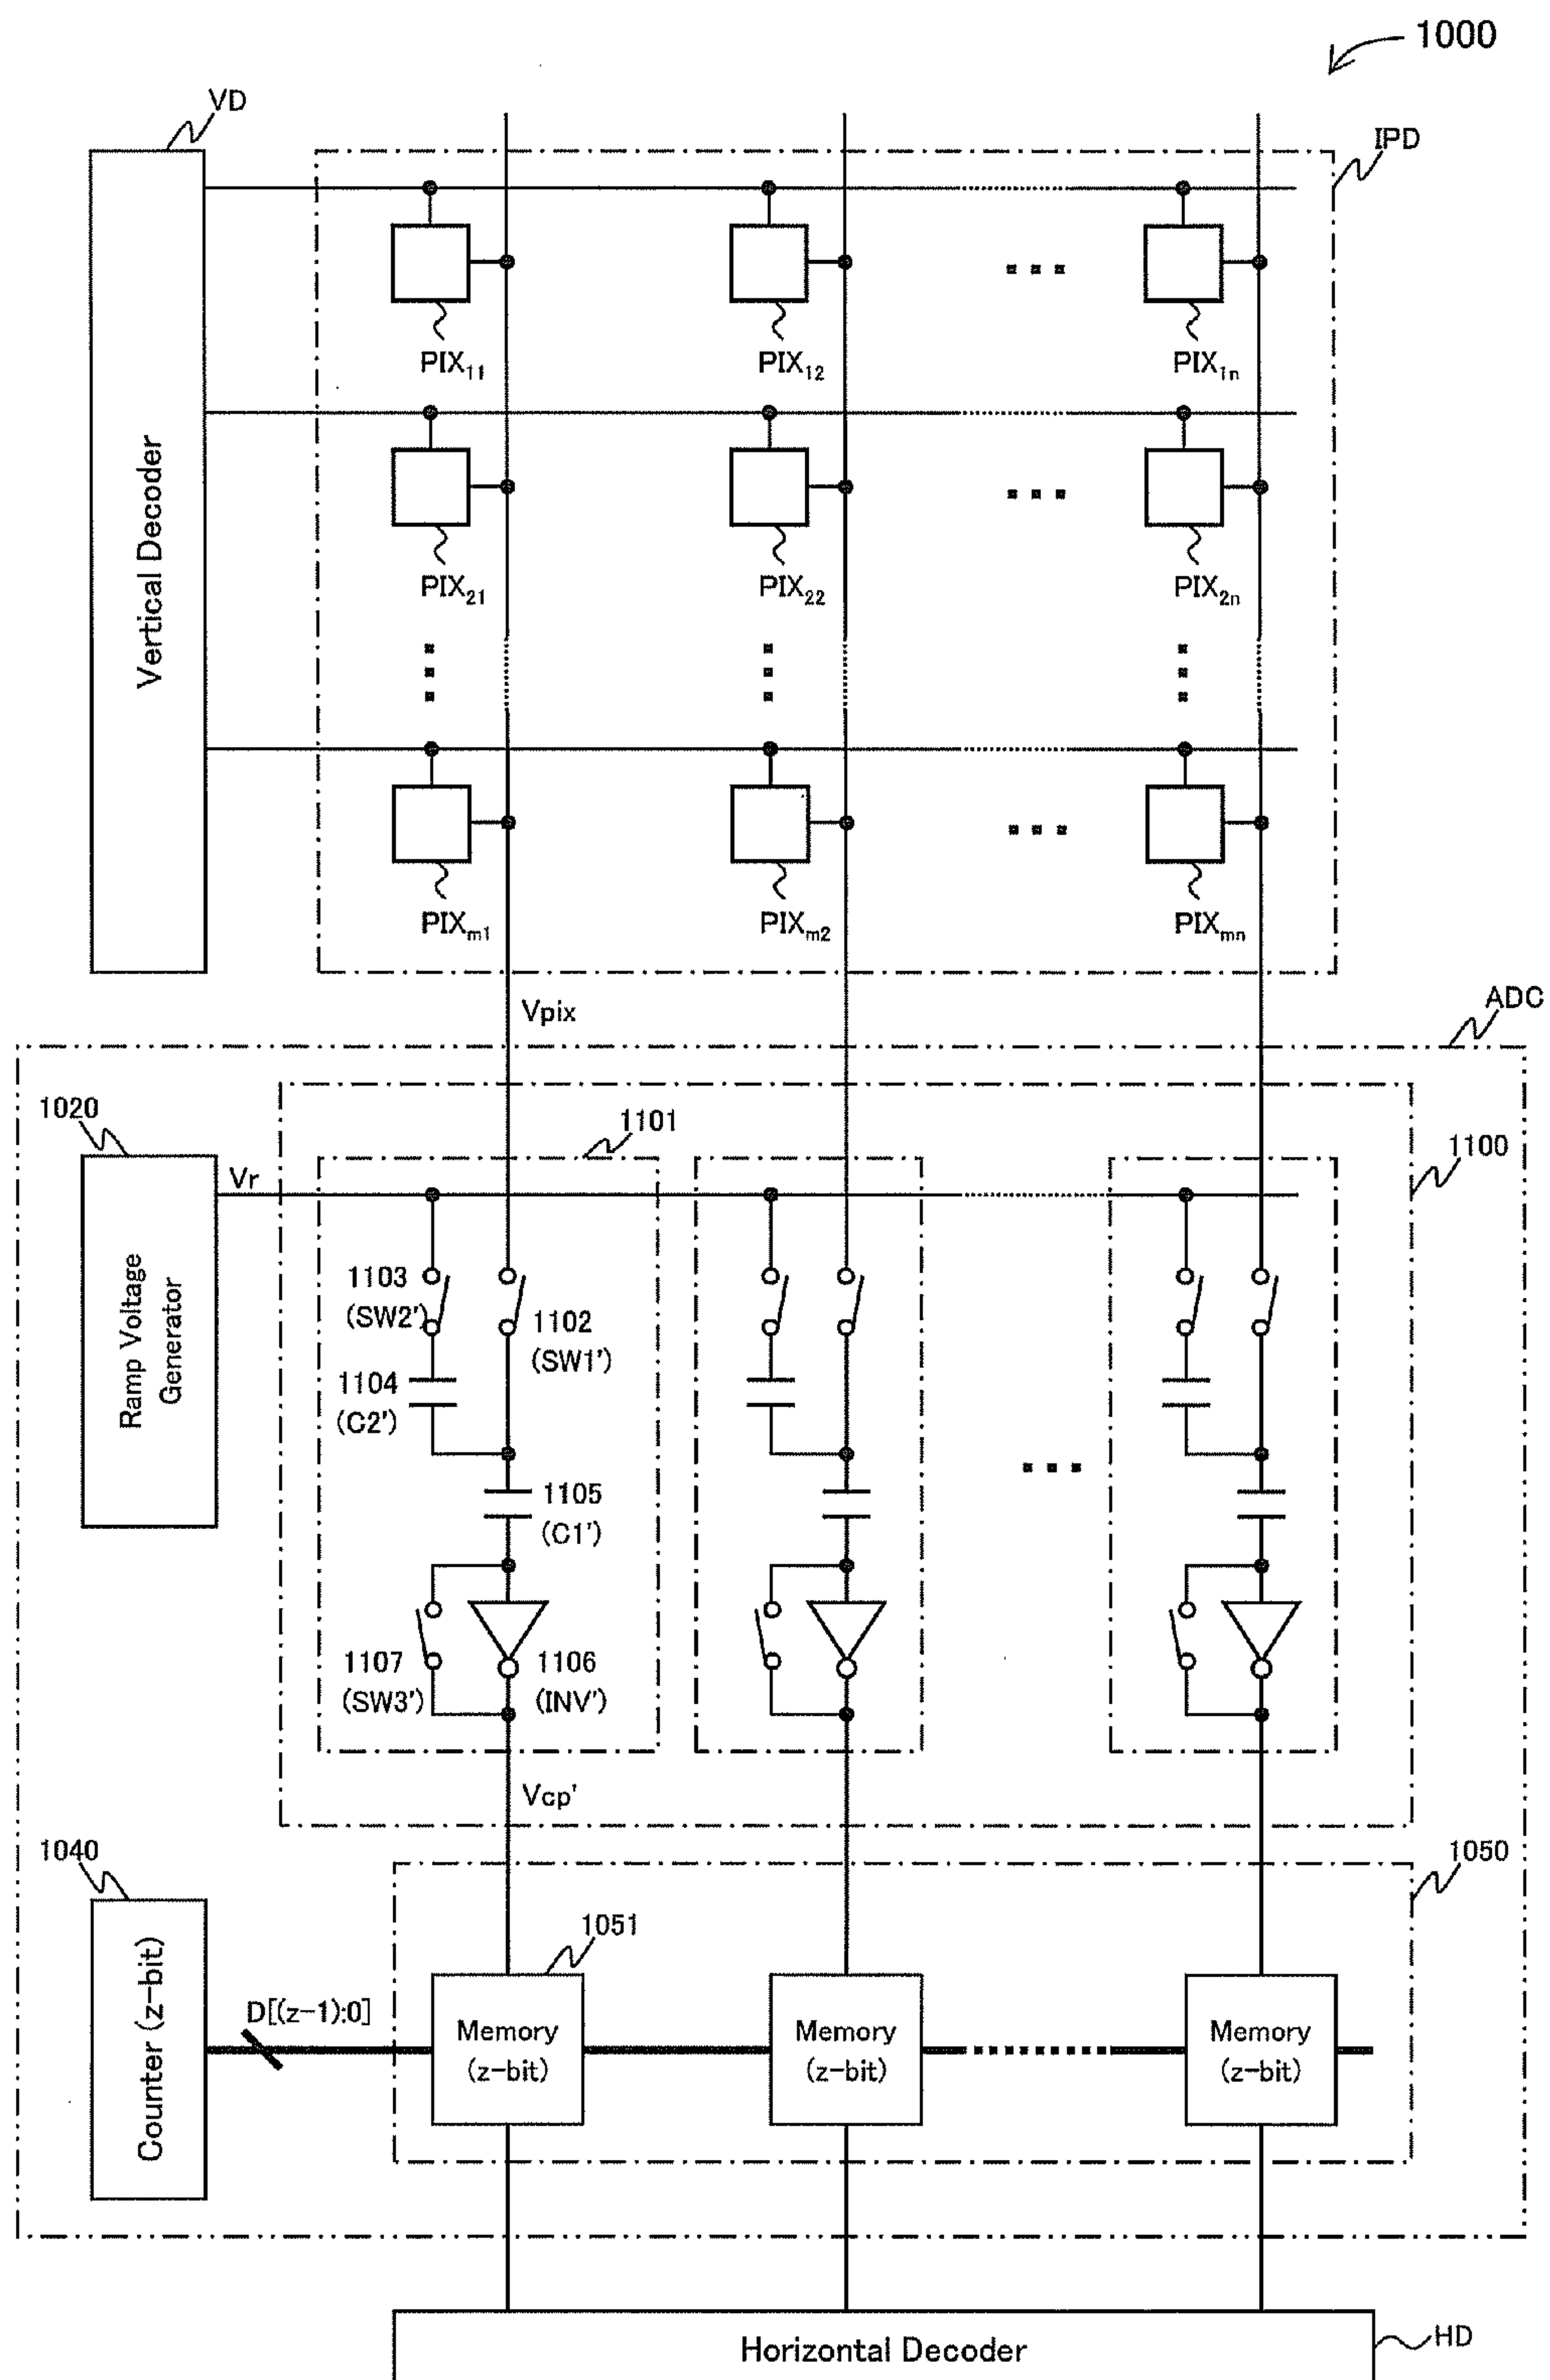 1000
VD
IPD
Vertical Decoder
PIX11
PIX12
PIX1n
PIX21
PIX22
PIX2n
PIXm1
PIXm2
PIXmn
Vpix
ADC
1020
1101
1100
Vr
Ramp Voltage
Generator
1103
(SW2')
1102
(SW1')
1104
(C2')
1105
(C1')
1107
(SW3')
1106
(INV')
Vcp'
1040
1050
1051
Counter (z-bit)
D[(z-1):0]
Memory
(z-bit)
Memory
(z-bit)
Memory
(z-bit)
Horizontal Decoder
HD